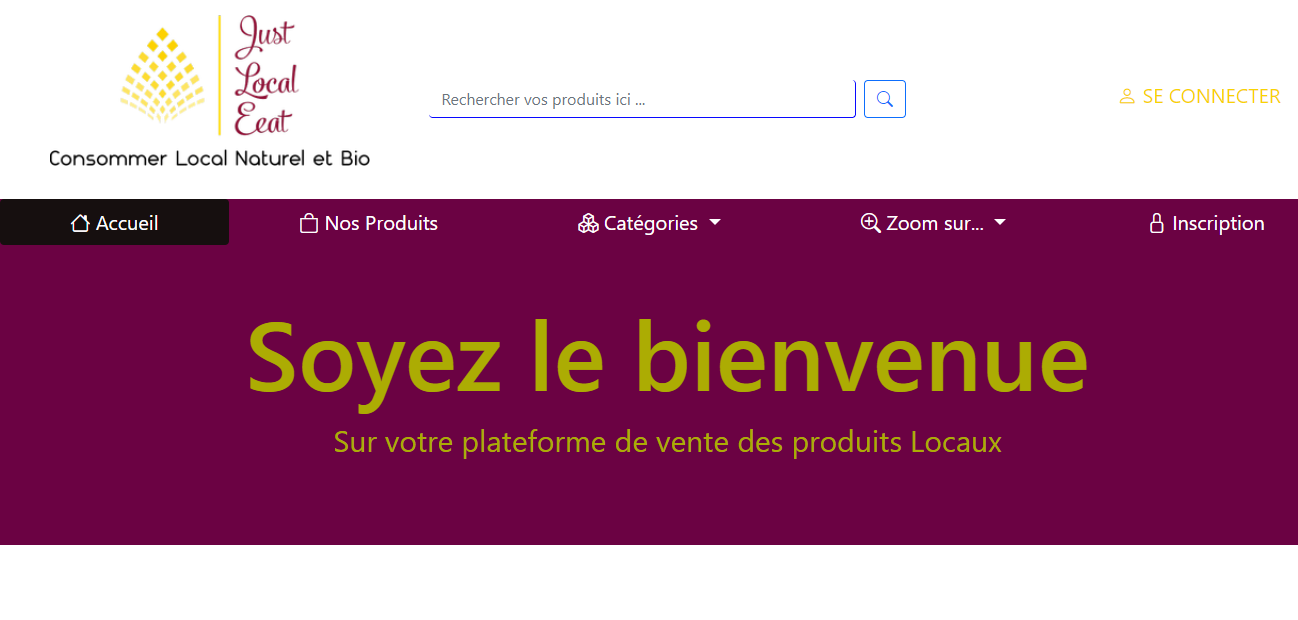 Just
Local
Eeat
Consommer Local Naturel et Bio
Rechercher vos produits ici ...
SE CONNECTER
Accueil
Nos Produits
Catégories
Zoom sur...
Inscription
Soyez le bienvenue
Sur votre plateforme de vente des produits Locaux